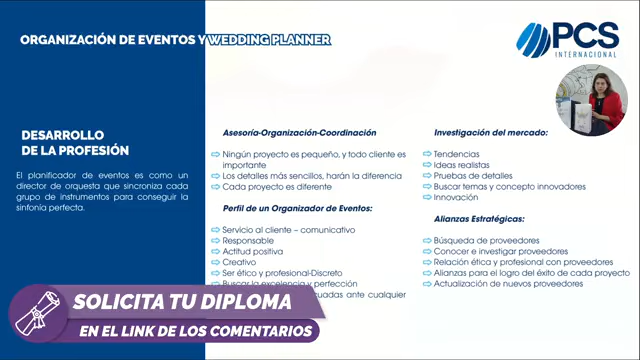 ORGANIZACIÓN DE EVENTOS Y WEDDING PLANNER
PCS
INTERNACIONAL
DESARROLLO
DE LA PROFESIÓN
El planificador de eventos es como un
director de orquesta que sincroniza cada
grupo de instrumentos para conseguir la
sinfonía perfecta.
Asesoría-Organización-Coordinación
Ningún proyecto es pequeño, y todo cliente es
importante
Los detalles más sencillos, harán la diferencia
Cada proyecto es diferente
Perfil de un Organizador de Eventos:
Servicio al cliente – comunicativo
Responsable
Actitud positiva
Creativo
Ser ético y profesional-Discreto
Buscar la excelencia y perfección
cuadas ante cualquier
Investigación del mercado:
Tendencias
Ideas realistas
Pruebas de detalles
Buscar temas y concepto innovadores
Innovación
Alianzas Estratégicas:
Búsqueda de proveedores
Conocer e investigar proveedores
Relación ética y profesional con proveedores
Alianzas para el logro del éxito de cada proyecto
Actualización de nuevos proveedores
SOLICITA TU DIPLOMA
EN EL LINK DE LOS COMENTARIOS